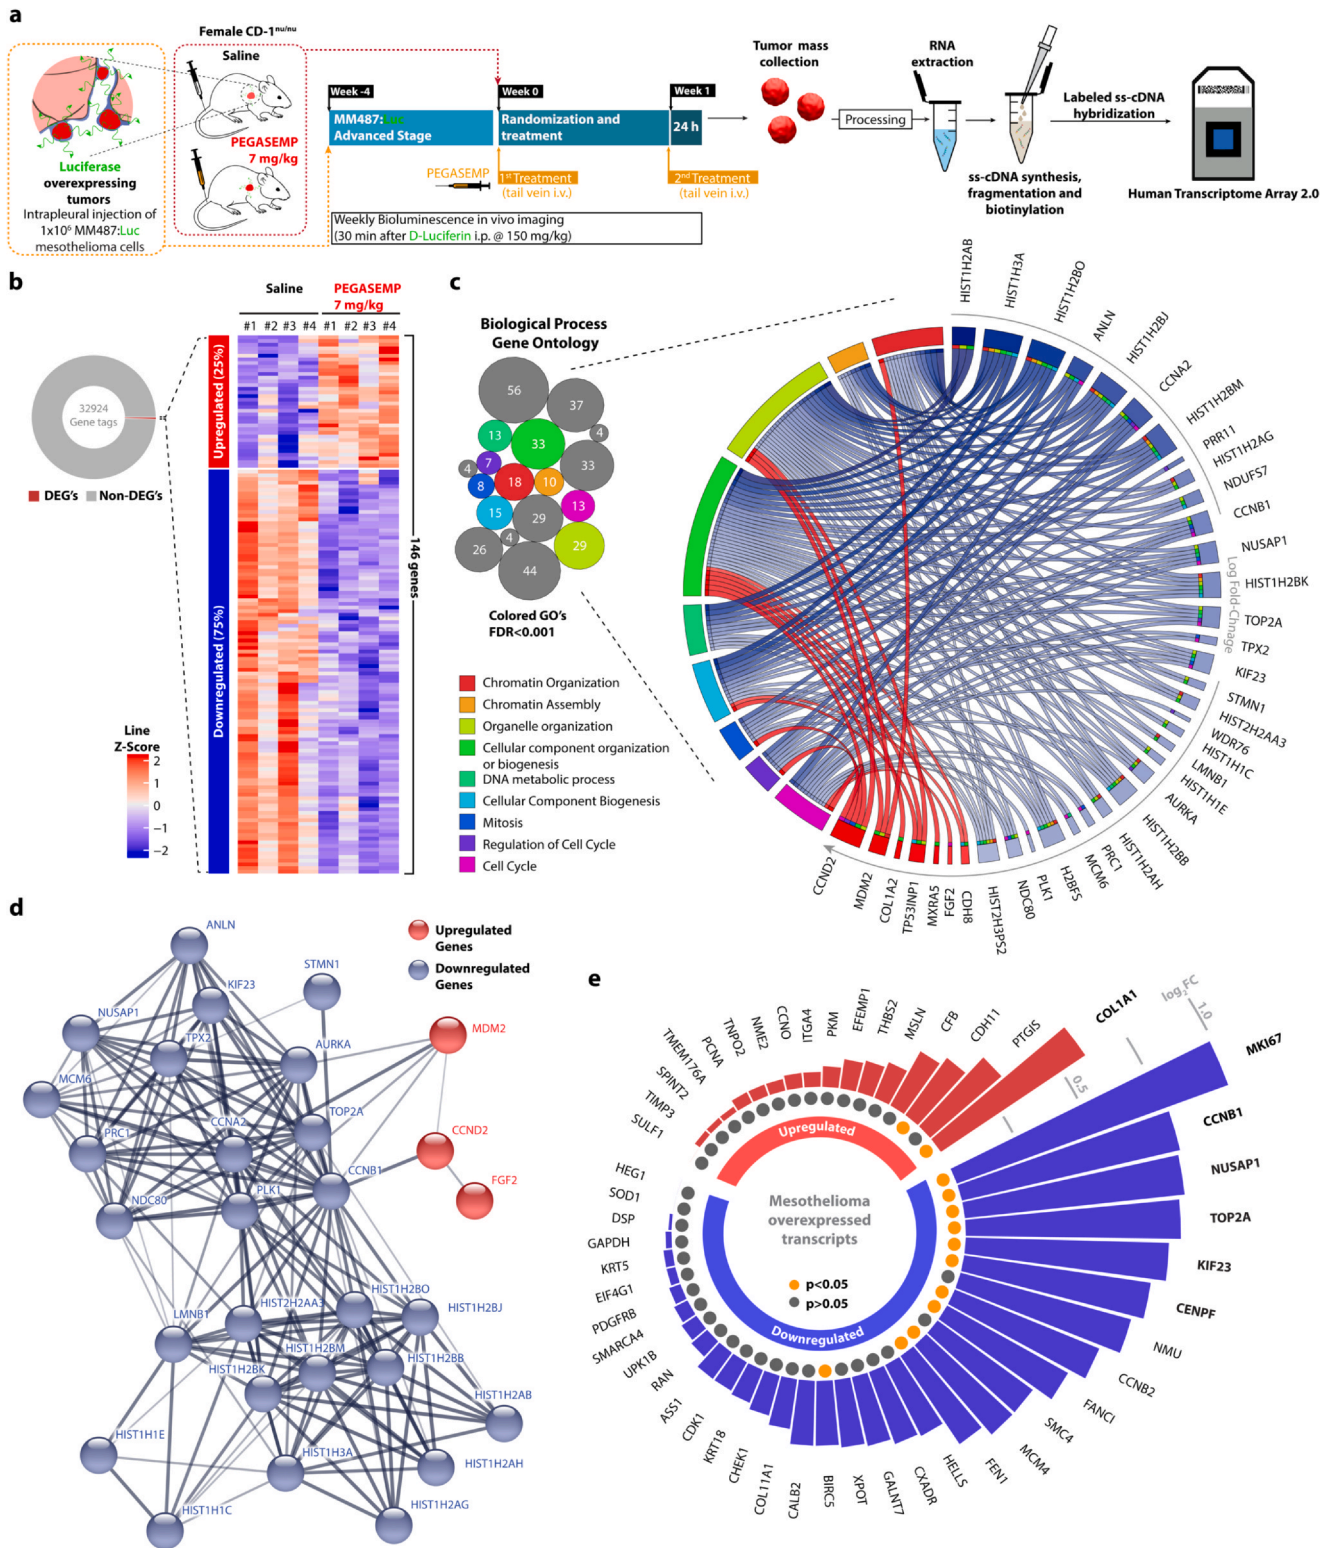 a
Female CD-1nu/nu
Saline
PEGASEMP
7 mg/kg
Luciferase
overexpressing
tumors
Intrapleural injection of
1x10⁶ MM487:Luc
mesothelioma cells
Week -4
Week 0
Week 1
MM487:Luc
Advanced Stage
Randomization and
treatment
24 h
PEGASEMP
1st Treatment
(tail vein i.v.)
2nd Treatment
(tail vein i.v.)
Weekly Bioluminescence in vivo imaging
(30 min after D-Luciferin i.p. @ 150 mg/kg)
Tumor mass
collection
Processing
RNA
extraction
ss-cDNA synthesis,
fragmentation and
biotinylation
Labeled ss-cDNA
hybridization
Human Transcriptome Array 2.0
b
Saline
PEGASEMP
7 mg/kg
#1 #2 #3 #4 #1 #2 #3 #4
32924
Gene tags
DEG's
Non-DEG's
Upregulated (25%)
Downregulated (75%)
146 genes
Line
Z-Score
2
1
0
−1
−2
c
Biological Process
Gene Ontology
56
37
4
13
33
33
4
7
8
18
10
15
29
13
4
26
29
44
Colored GO's
FDR<0.001
Chromatin Organization
Chromatin Assembly
Organelle organization
Cellular component organization
or biogenesis
DNA metabolic process
Cellular Component Biogenesis
Mitosis
Regulation of Cell Cycle
Cell Cycle
HIST1H2AB
HIST1H3A
HIST1H2BO
ANLN
HIST1H2BJ
CCNA2
HIST1H2BM
PRR11
HIST1H2AG
NDUFS7
CCNB1
NUSAP1
HIST1H2BK
TOP2A
TPX2
KIF23
STMN1
HIST2H2AA3
WDR76
HIST1H1C
LMNB1
HIST1H1E
AURKA
HIST1H2BB
HIST1H2AH
PRC1
MCM6
H2BFS
PLK1
NDC80
HIST2H3PS2
CDH8
FGF2
MXRA5
TP53INP1
COL1A2
MDM2
CCND2
Log Fold-Chnage
d
Upregulated
Genes
Downregulated
Genes
ANLN
STMN1
KIF23
NUSAP1
MDM2
TPX2
AURKA
MCM6
TOP2A
CCNA2
PRC1
CCND2
CCNB1
FGF2
PLK1
NDC80
HIST1H2BO
HIST2H2AA3
HIST1H2BJ
LMNB1
HIST1H2BM
HIST1H2BB
HIST1H2BK
HIST1H2AB
HIST1H1E
HIST1H3A
HIST1H2AH
HIST1H2AG
HIST1H1C
e
SULF1
TIMP3
SPINT2
TMEM176A
PCNA
TNPO2
NME2
CCNO
ITGA4
PKM
EFEMP1
THBS2
MSLN
CFB
CDH11
PTGIS
COL1A1
log2FC
1.0
0.5
MKI67
CCNB1
NUSAP1
TOP2A
KIF23
CENPF
NMU
CCNB2
FANCI
SMC4
MCM4
FEN1
HELLS
CXADR
GALNT7
XPOT
BIRC5
CALB2
COL11A1
CHEK1
KRT18
CDK1
ASS1
RAN
UPK1B
SMARCA4
PDGFRB
EIF4G1
KRT5
GAPDH
DSP
SOD1
HEG1
Upregulated
Mesothelioma
overexpressed
transcripts
p<0.05
p>0.05
Downregulated